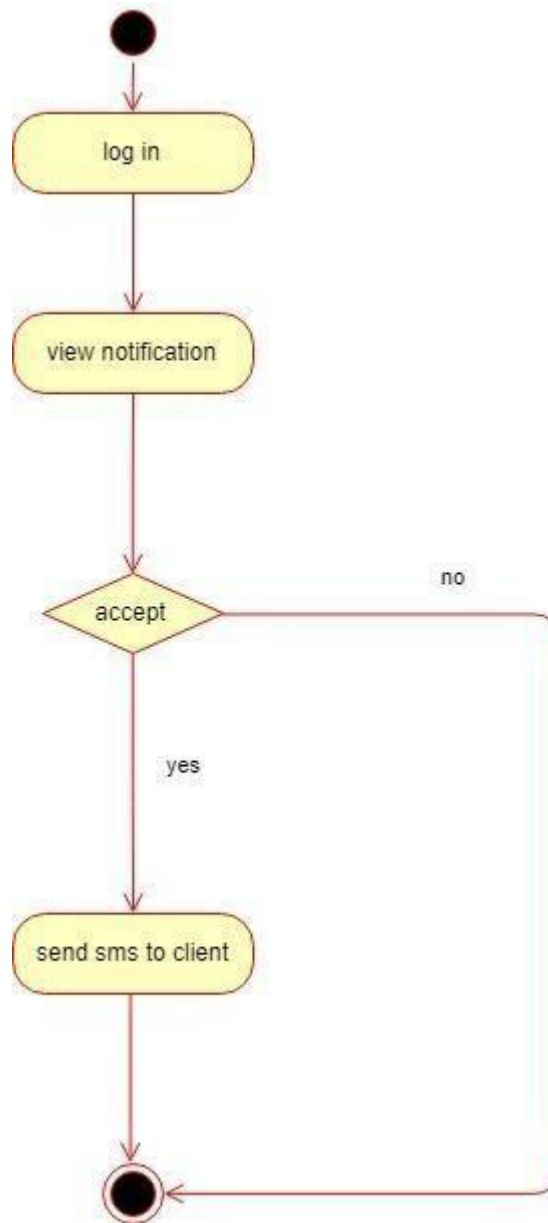 log in
view notification
accept
no
yes
send sms to client